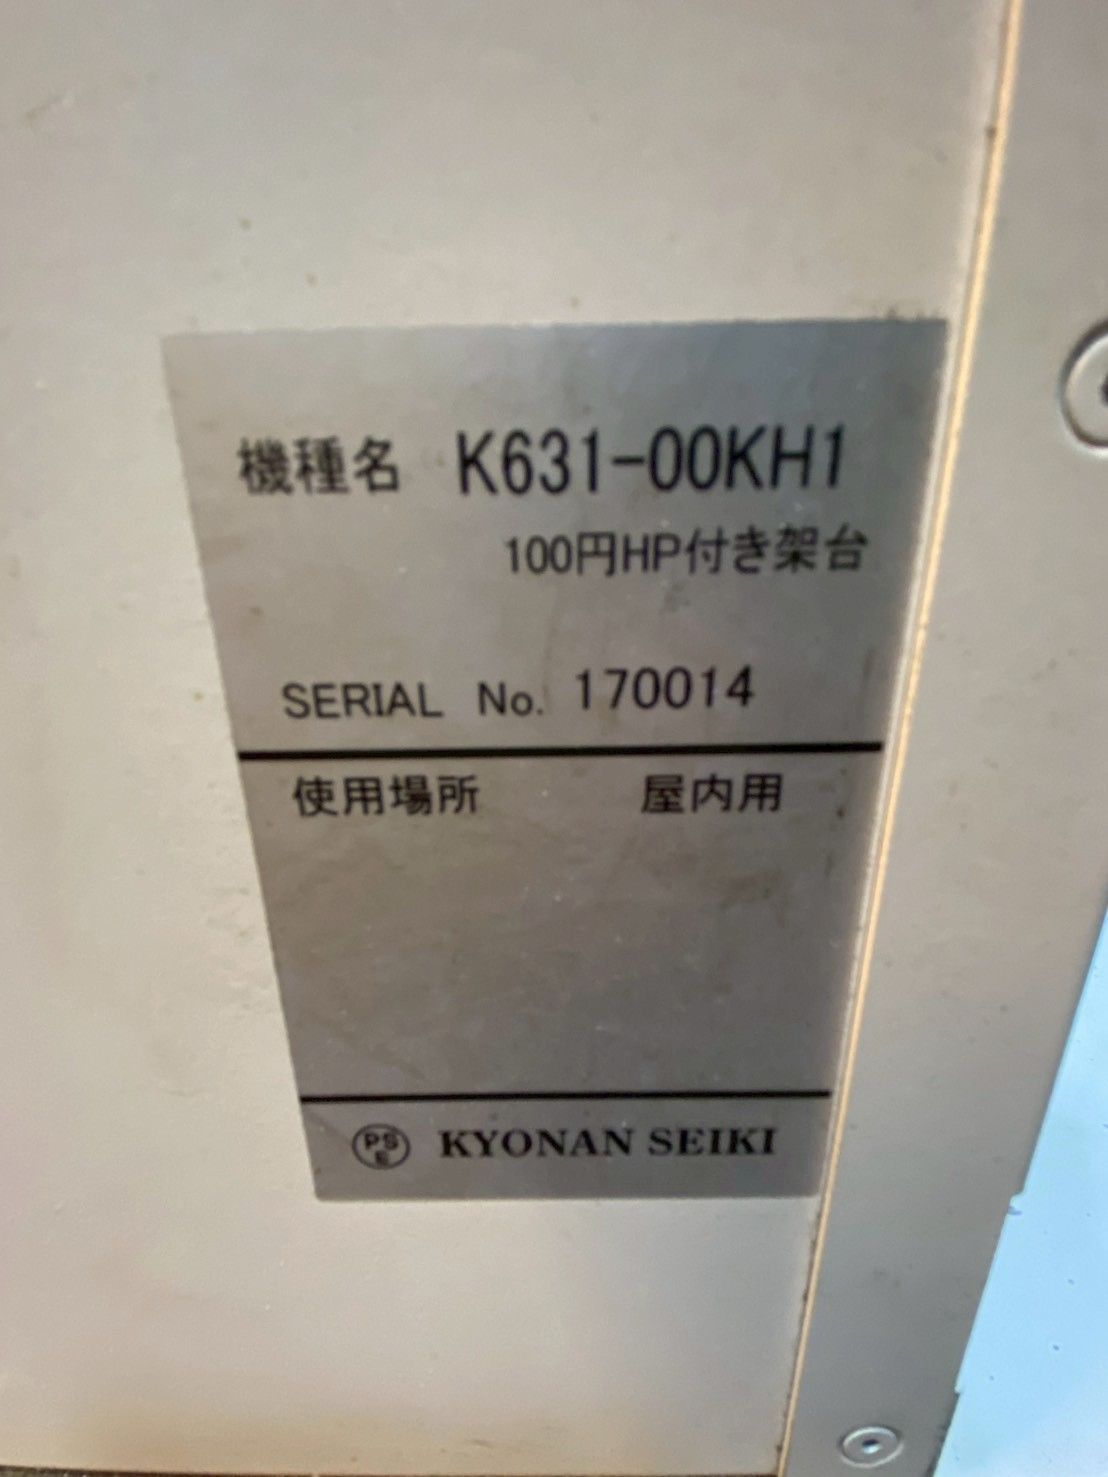 機種名 K631-00KH1
100円HP付き架台
SERIAL No. 170014
使用場所 屋内用
PSE KYONAN SEIKI